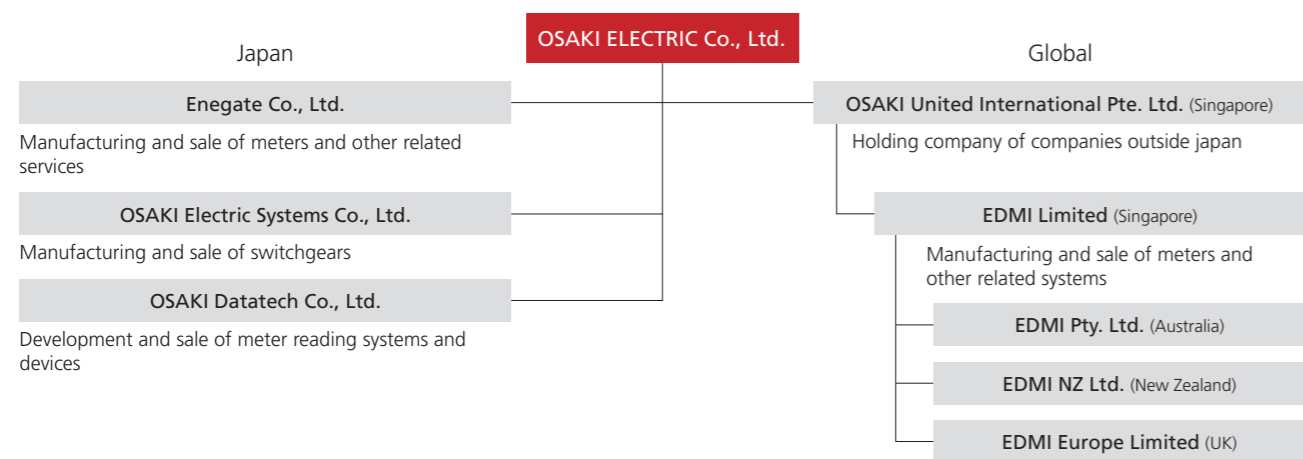 OSAKI ELECTRIC Co., Ltd.
Japan
Enegate Co., Ltd.
Manufacturing and sale of meters and other related
services
OSAKI Electric Systems Co., Ltd.
Manufacturing and sale of switchgears
OSAKI Datatech Co., Ltd.
Development and sale of meter reading systems and
devices
Global
OSAKI United International Pte. Ltd. (Singapore)
Holding company of companies outside japan
EDMI Limited (Singapore)
Manufacturing and sale of meters and
other related systems
EDMI Pty. Ltd. (Australia)
EDMI NZ Ltd. (New Zealand)
EDMI Europe Limited (UK)